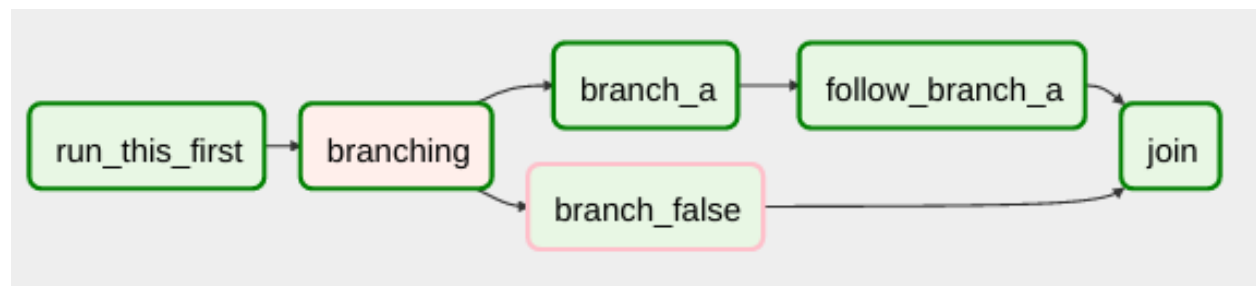 run_this_first
branching
branch_a
follow_branch_a
branch_false
join